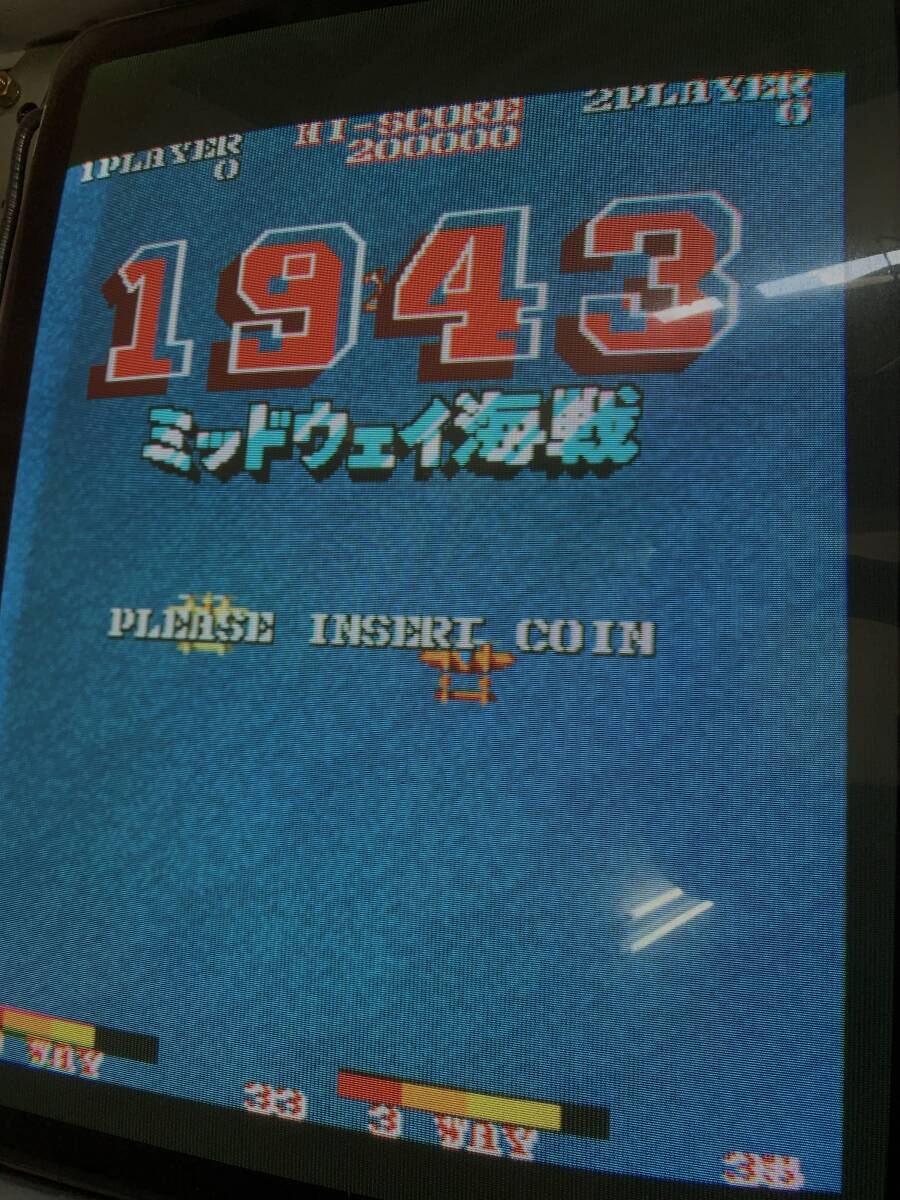 1PLAYER HI-SCORE 2PLAYER
0 200000 0
1943
ミッドウェイ海戦
PLEASE INSERT COIN
WAY 33 3 WAY